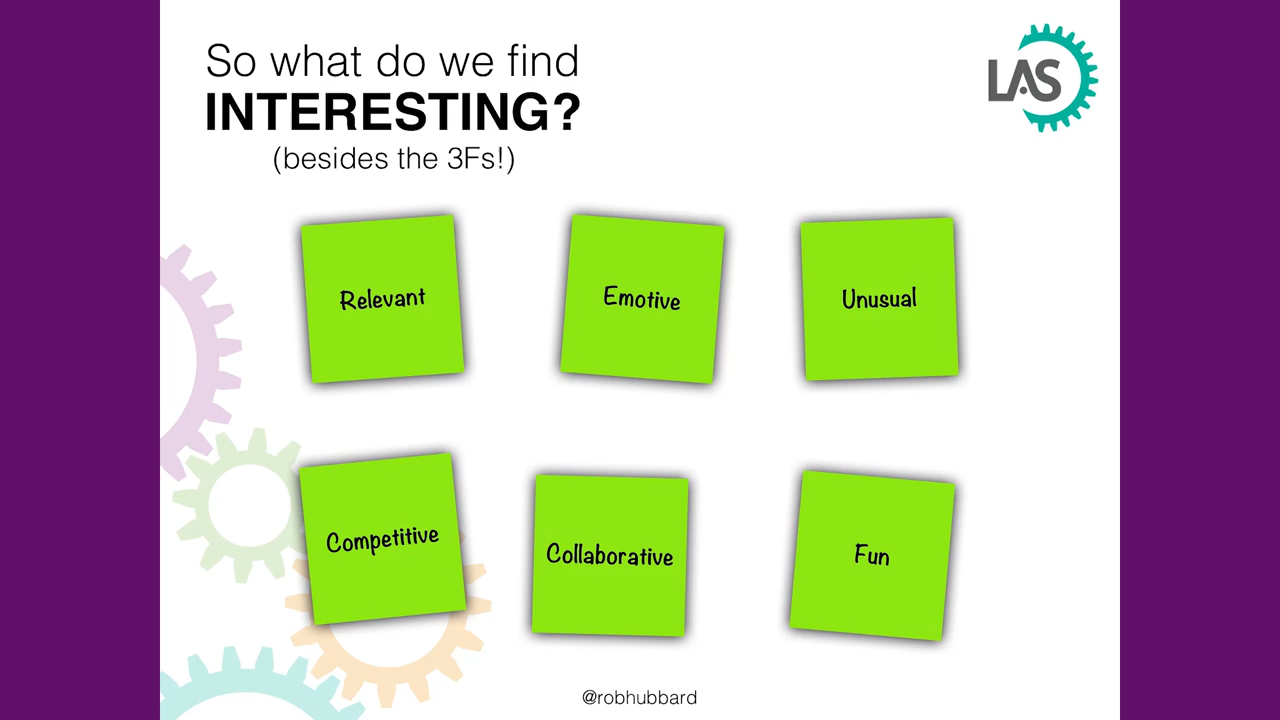 So what do we find
INTERESTING?
(besides the 3Fs!)
LAS
Relevant
Emotive
Unusual
Competitive
Collaborative
Fun
@robhubbard